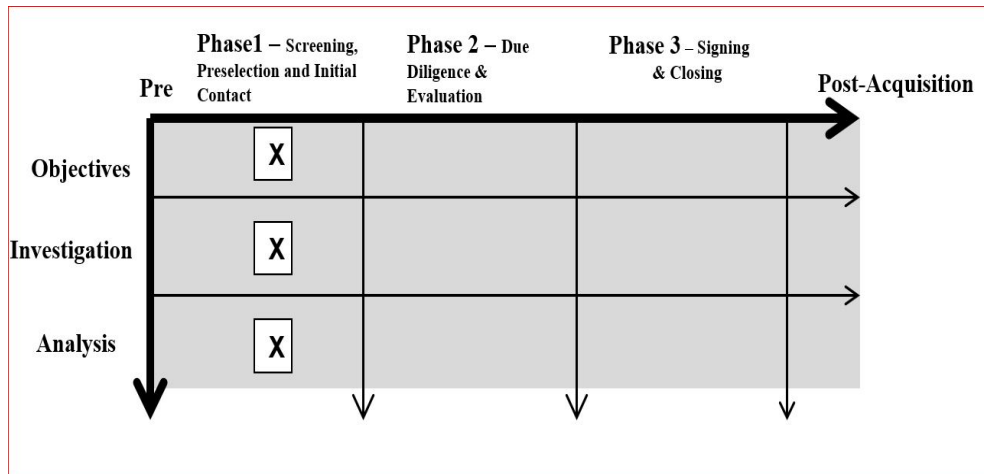 Phase1 – Screening,
Preselection and Initial
Contact
Phase 2 – Due
Diligence &
Evaluation
Phase 3 – Signing
& Closing
Pre
Post-Acquisition
Objectives
X
Investigation
X
Analysis
X